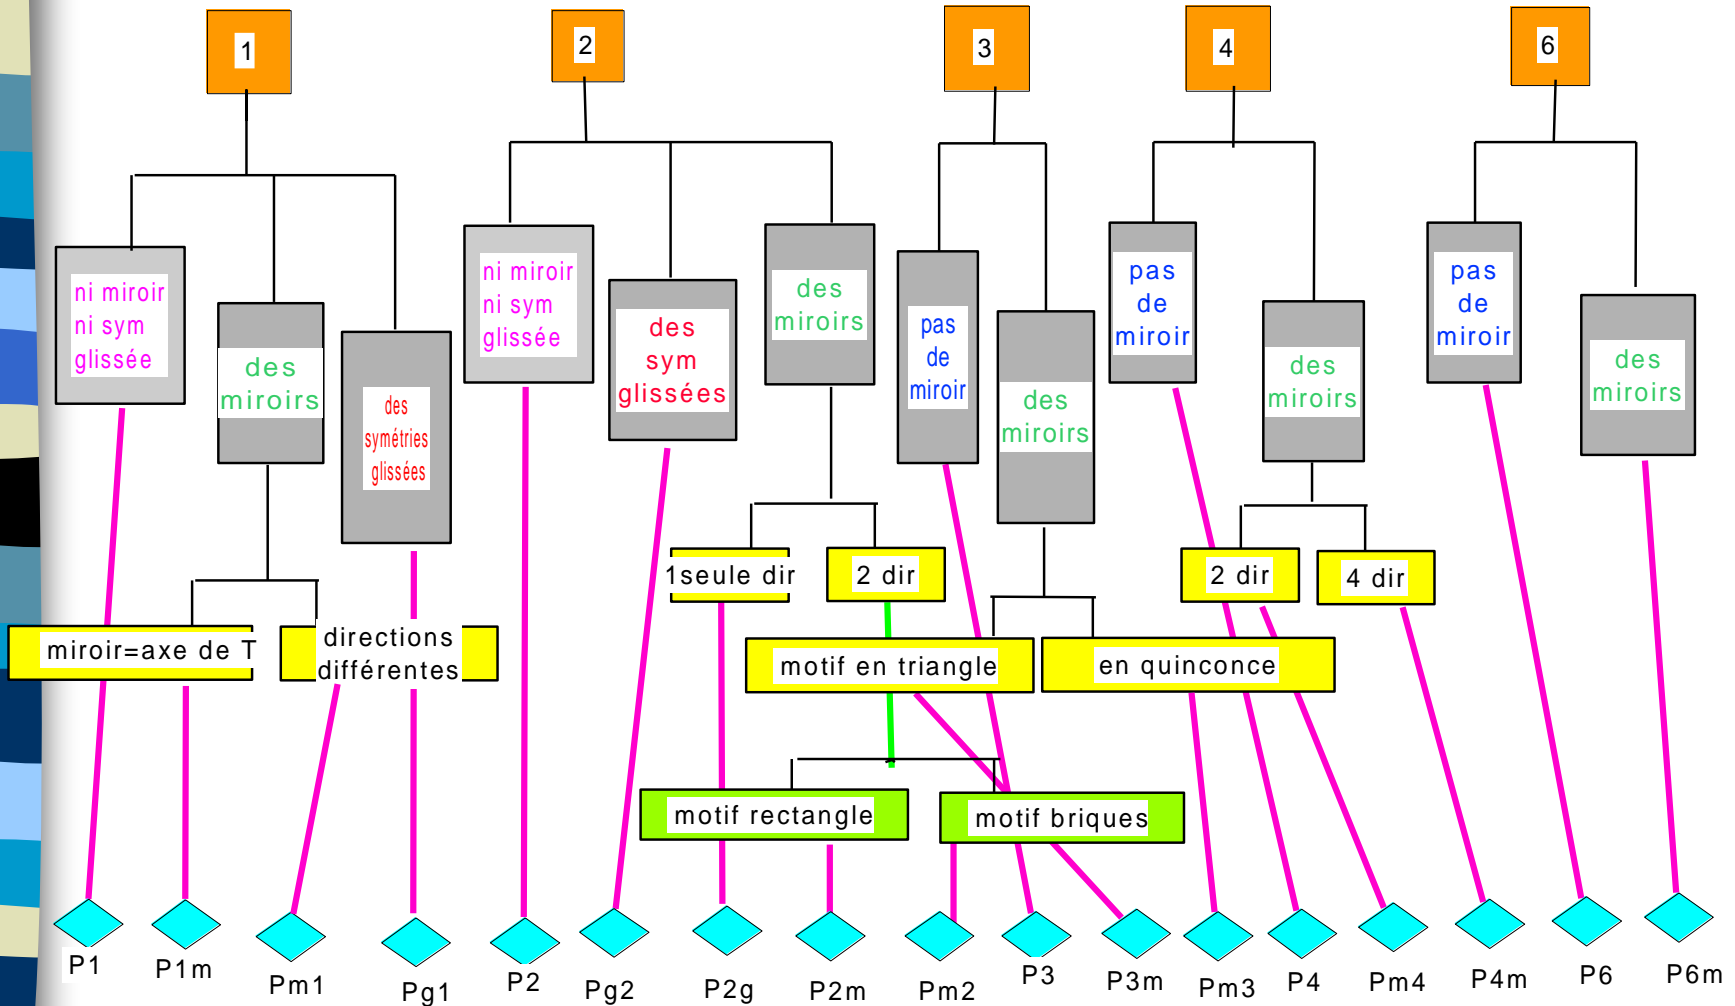 1
2
3
4
6
ni miroir
ni sym
glissée
des
miroirs
des
symétries
glissées
ni miroir
ni sym
glissée
des
sym
glissées
des
miroirs
pas
de
miroir
des
miroirs
pas
de
miroir
des
miroirs
pas
de
miroir
des
miroirs
miroir=axe de T
directions
différentes
1seule dir
2 dir
motif en triangle
en quinconce
2 dir
4 dir
motif rectangle
motif briques
P1
P1m
Pm1
Pg1
P2
Pg2
P2g
P2m
Pm2
P3
P3m
Pm3
P4
Pm4
P4m
P6
P6m